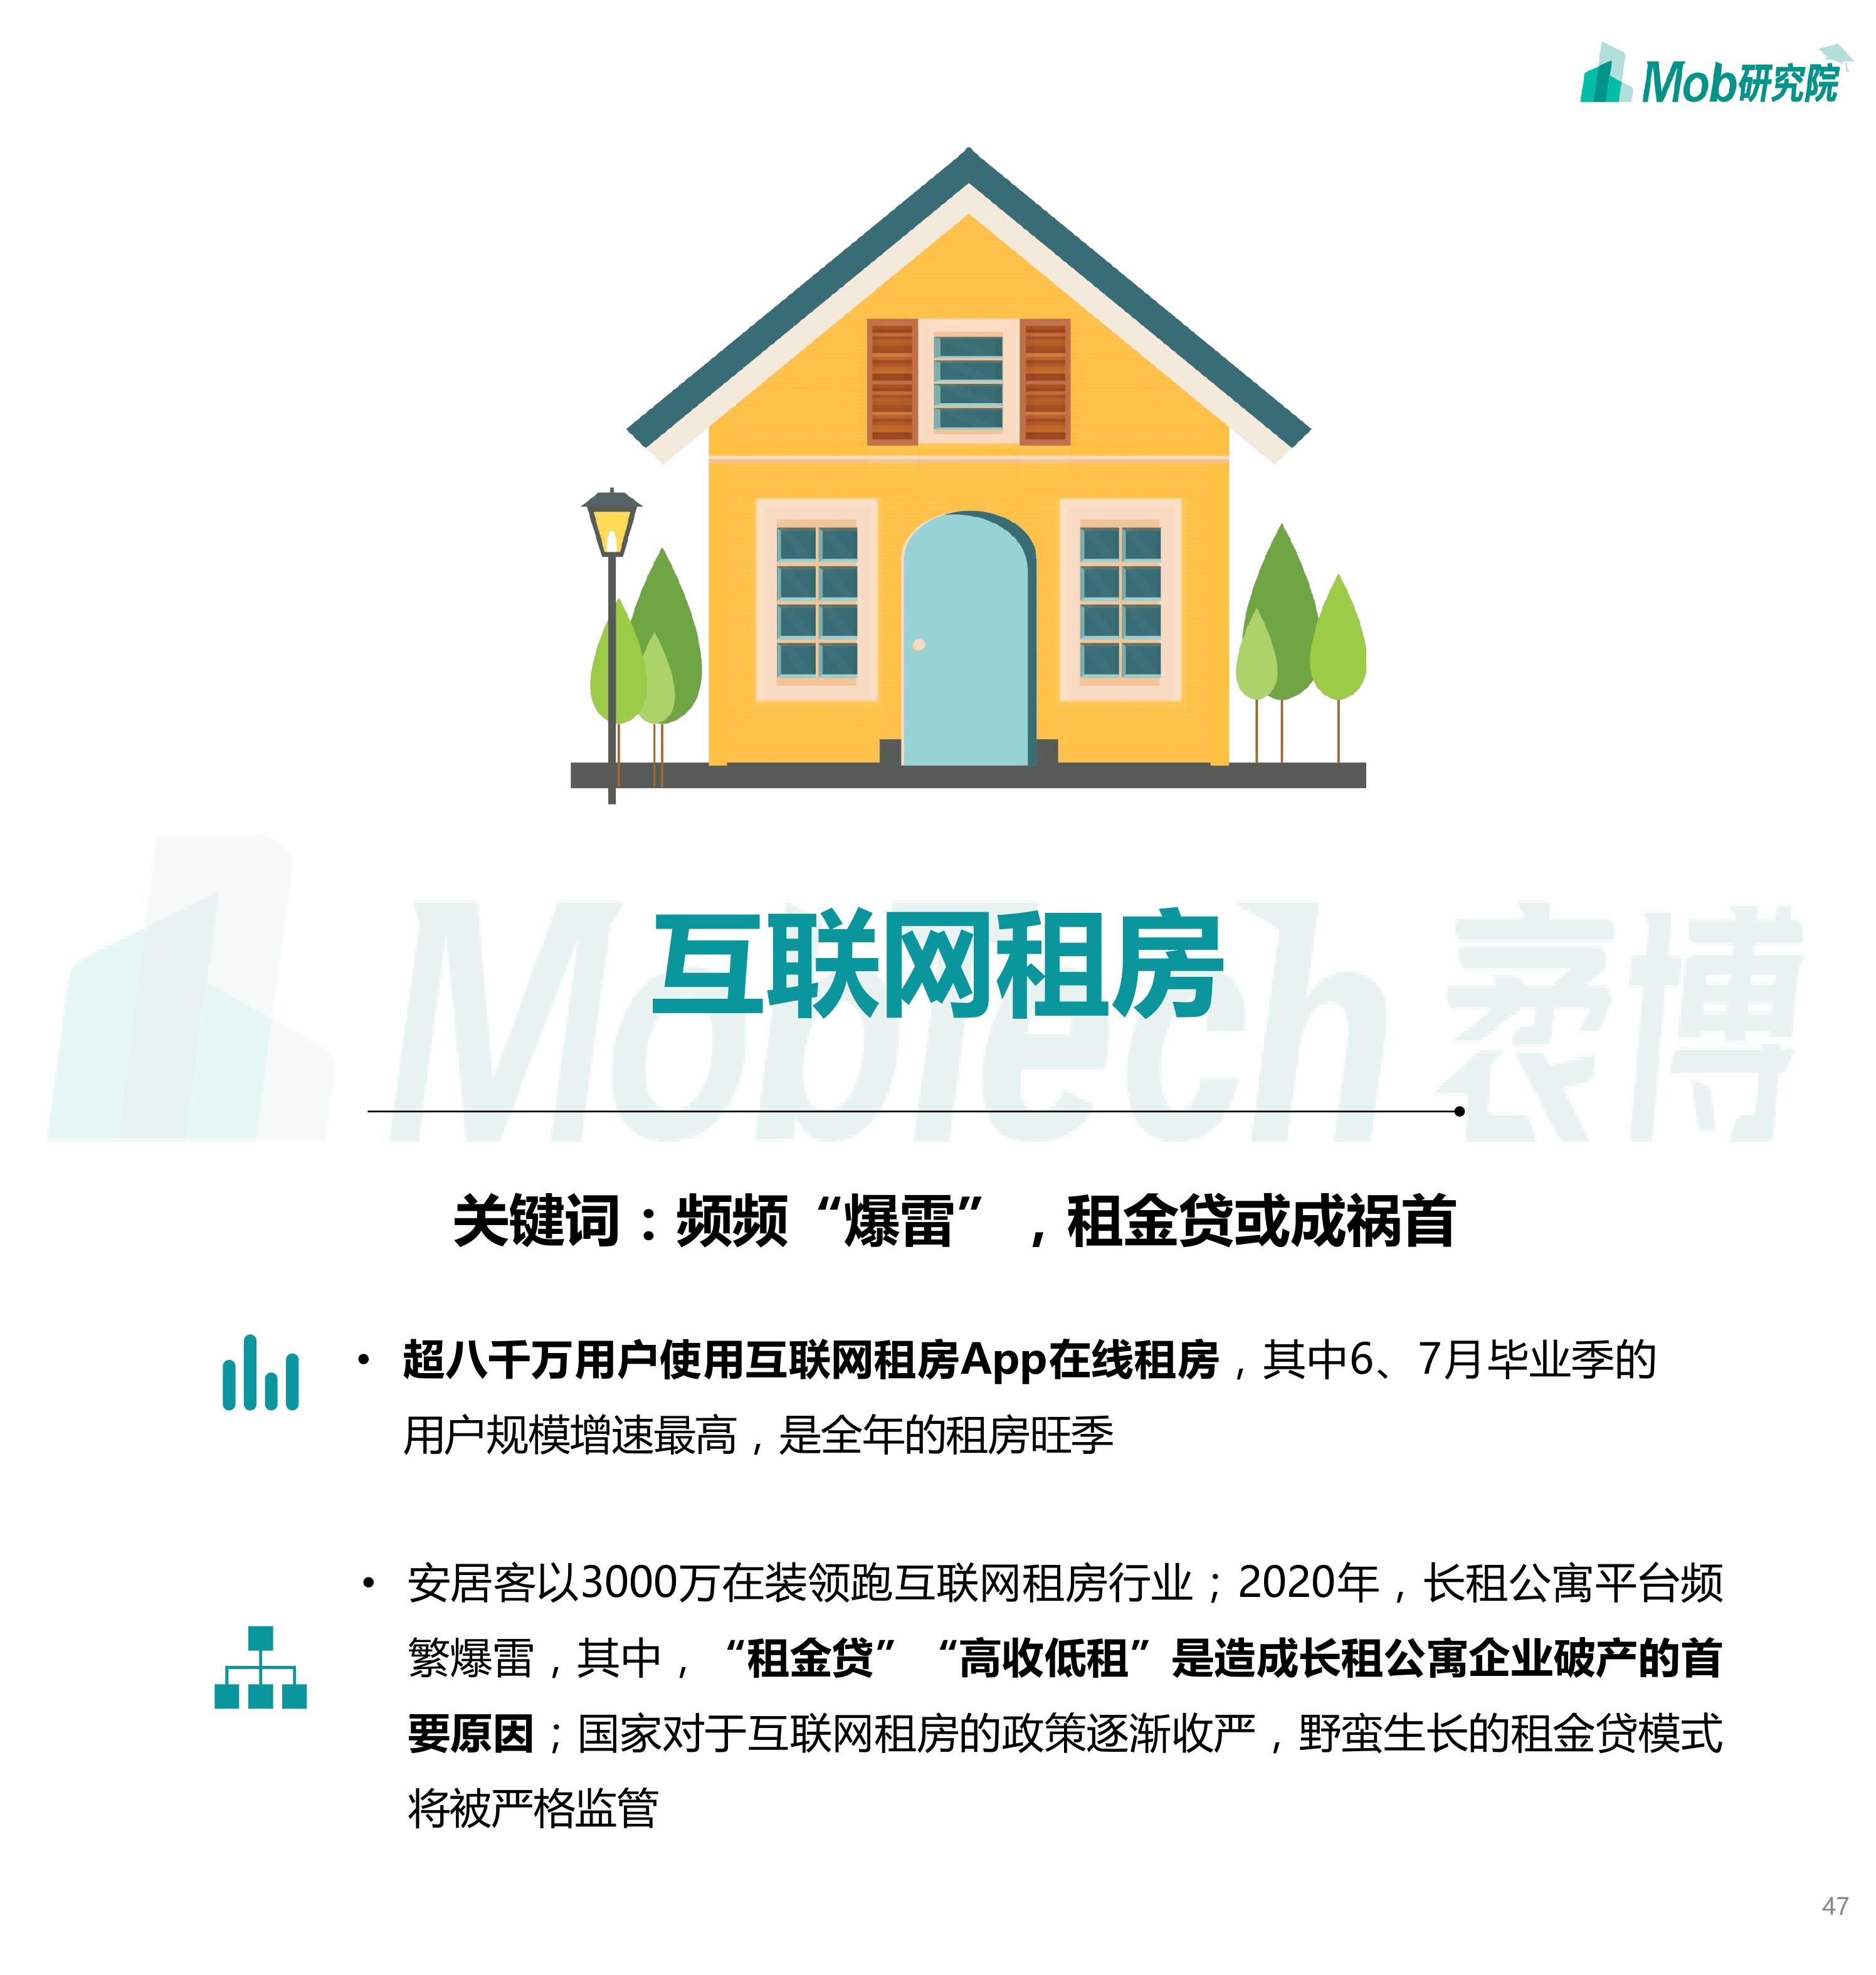 Mob研究院
MobTech 袤博
互联网租房
关键词：频频“爆雷”，租金贷或成祸首
• 超八千万用户使用互联网租房App在线租房，其中6、7月毕业季的
用户规模增速最高，是全年的租房旺季
• 安居客以3000万在装领跑互联网租房行业；2020年，长租公寓平台频
繁爆雷，其中，“租金贷”“高收低租”是造成长租公寓企业破产的首
要原因；国家对于互联网租房的政策逐渐收严，野蛮生长的租金贷模式
将被严格监管
47